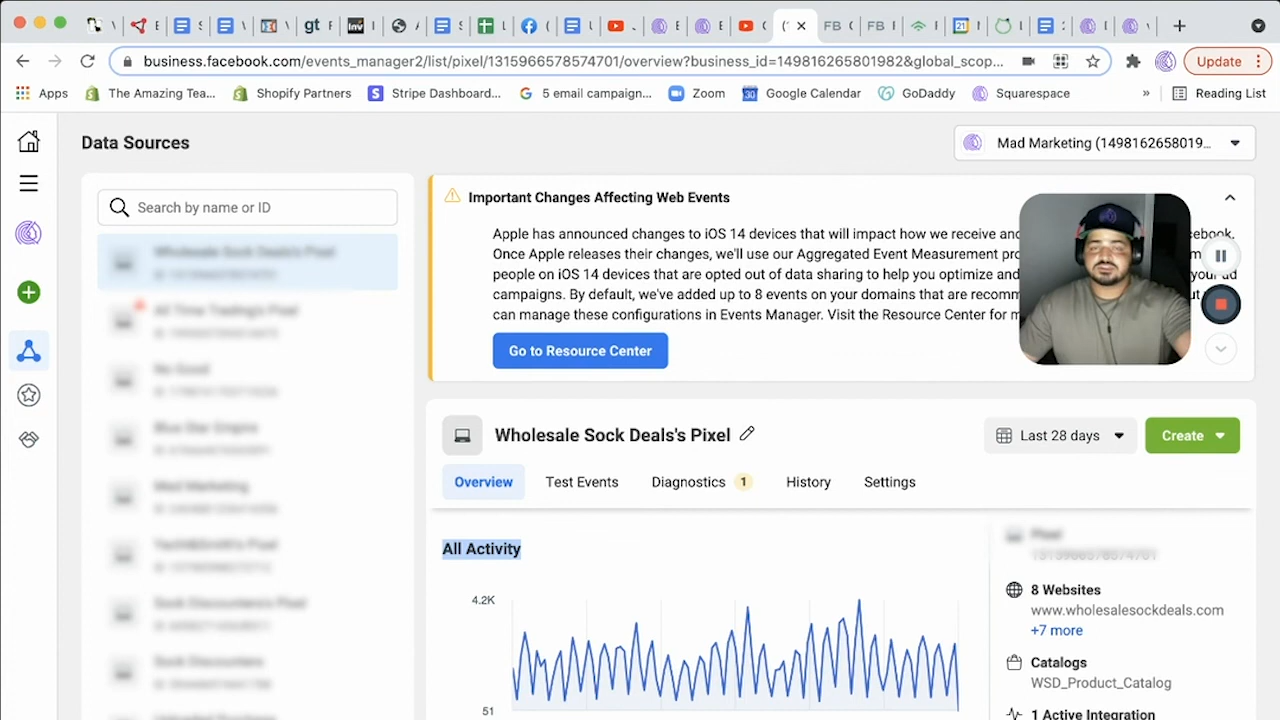 business.facebook.com/events_manager2/list/pixel/1315966578574701/overview?business_id=149816265801982&global_scop...
Update
Apps
The Amazing Tea...
Shopify Partners
Stripe Dashboard...
5 email campaign...
Zoom
Google Calendar
GoDaddy
Squarespace
»
Reading List
Data Sources
Mad Marketing (1498162658019...
Search by name or ID
Important Changes Affecting Web Events
Apple has announced changes to iOS 14 devices that will impact how we receive
Once Apple releases their changes, we'll use our Aggregated Event Measurement
people on iOS 14 devices that are opted out of data sharing to help you optimize and
campaigns. By default, we've added up to 8 events on your domains that are
can manage these configurations in Events Manager. Visit the Resource Center for
Go to Resource Center
Wholesale Sock Deals's Pixel
Last 28 days
Create
Overview
Test Events
Diagnostics 1
History
Settings
All Activity
4.2K
51
8 Websites
www.wholesalesockdeals.com
+7 more
Catalogs
WSD_Product_Catalog
1 Active Integration